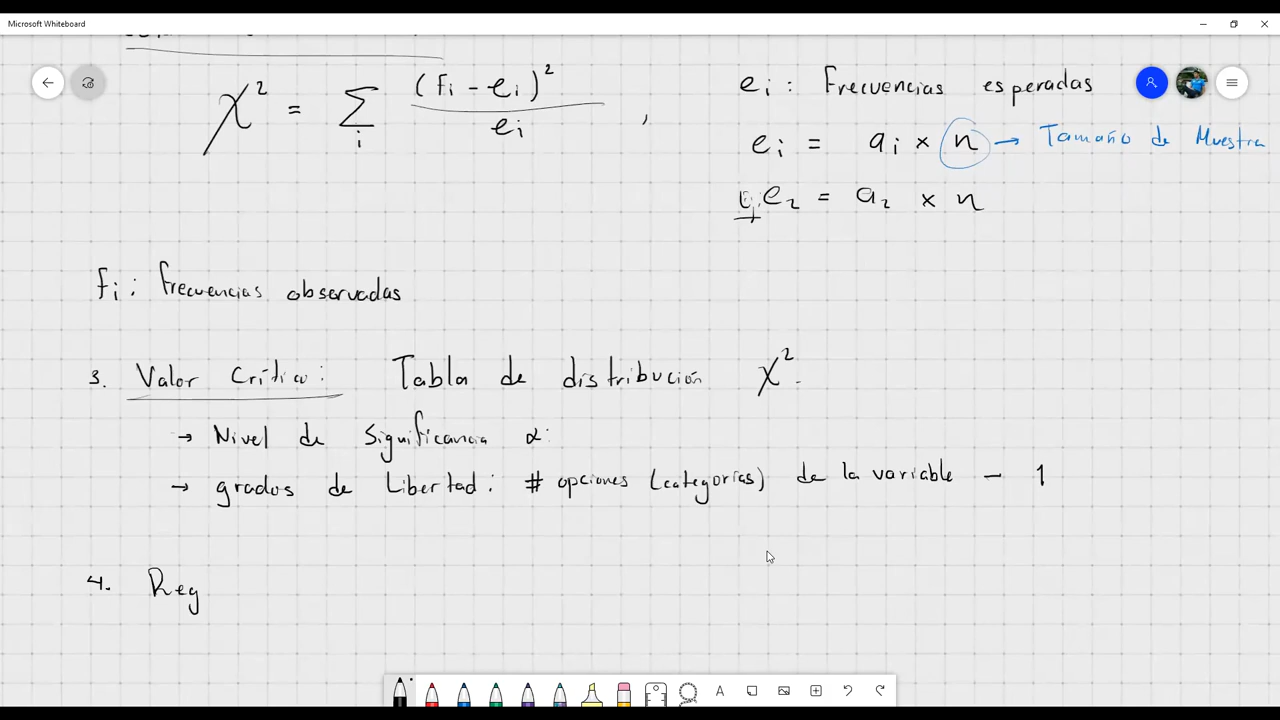 Microsoft Whiteboard
χ² = Σ i (fi - ei)² / ei ,
ei : Frecuencias esperadas
ei = ai × n → Tamaño de Muestra
e2 = a2 × n
fi : Frecuencias observadas
3. Valor Crítico: Tabla de distribución χ².
→ Nivel de Significancia α:
→ grados de Libertad: # opciones (categorías) de la variable - 1
4. Reg
A